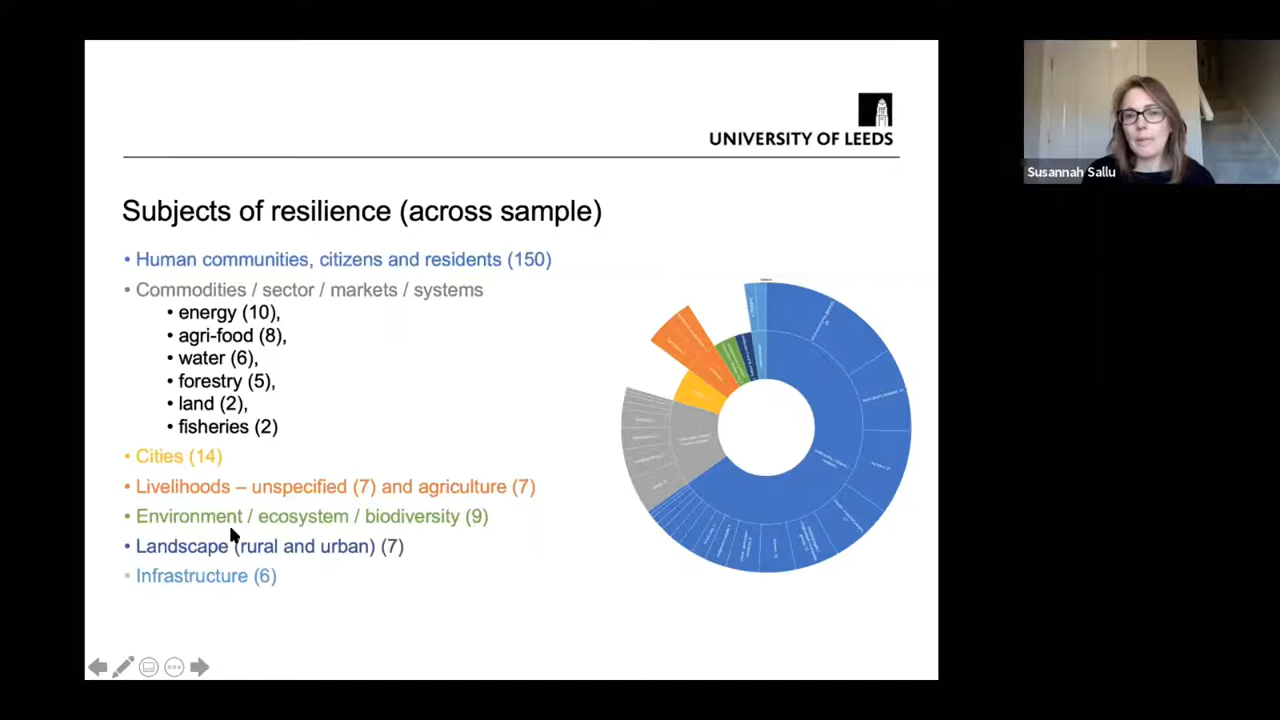 UNIVERSITY OF LEEDS
Susannah Sallu
Subjects of resilience (across sample)
• Human communities, citizens and residents (150)
• Commodities / sector / markets / systems
• energy (10),
• agri-food (8),
• water (6),
• forestry (5),
• land (2),
• fisheries (2)
• Cities (14)
• Livelihoods – unspecified (7) and agriculture (7)
• Environment / ecosystem / biodiversity (9)
• Landscape (rural and urban) (7)
• Infrastructure (6)